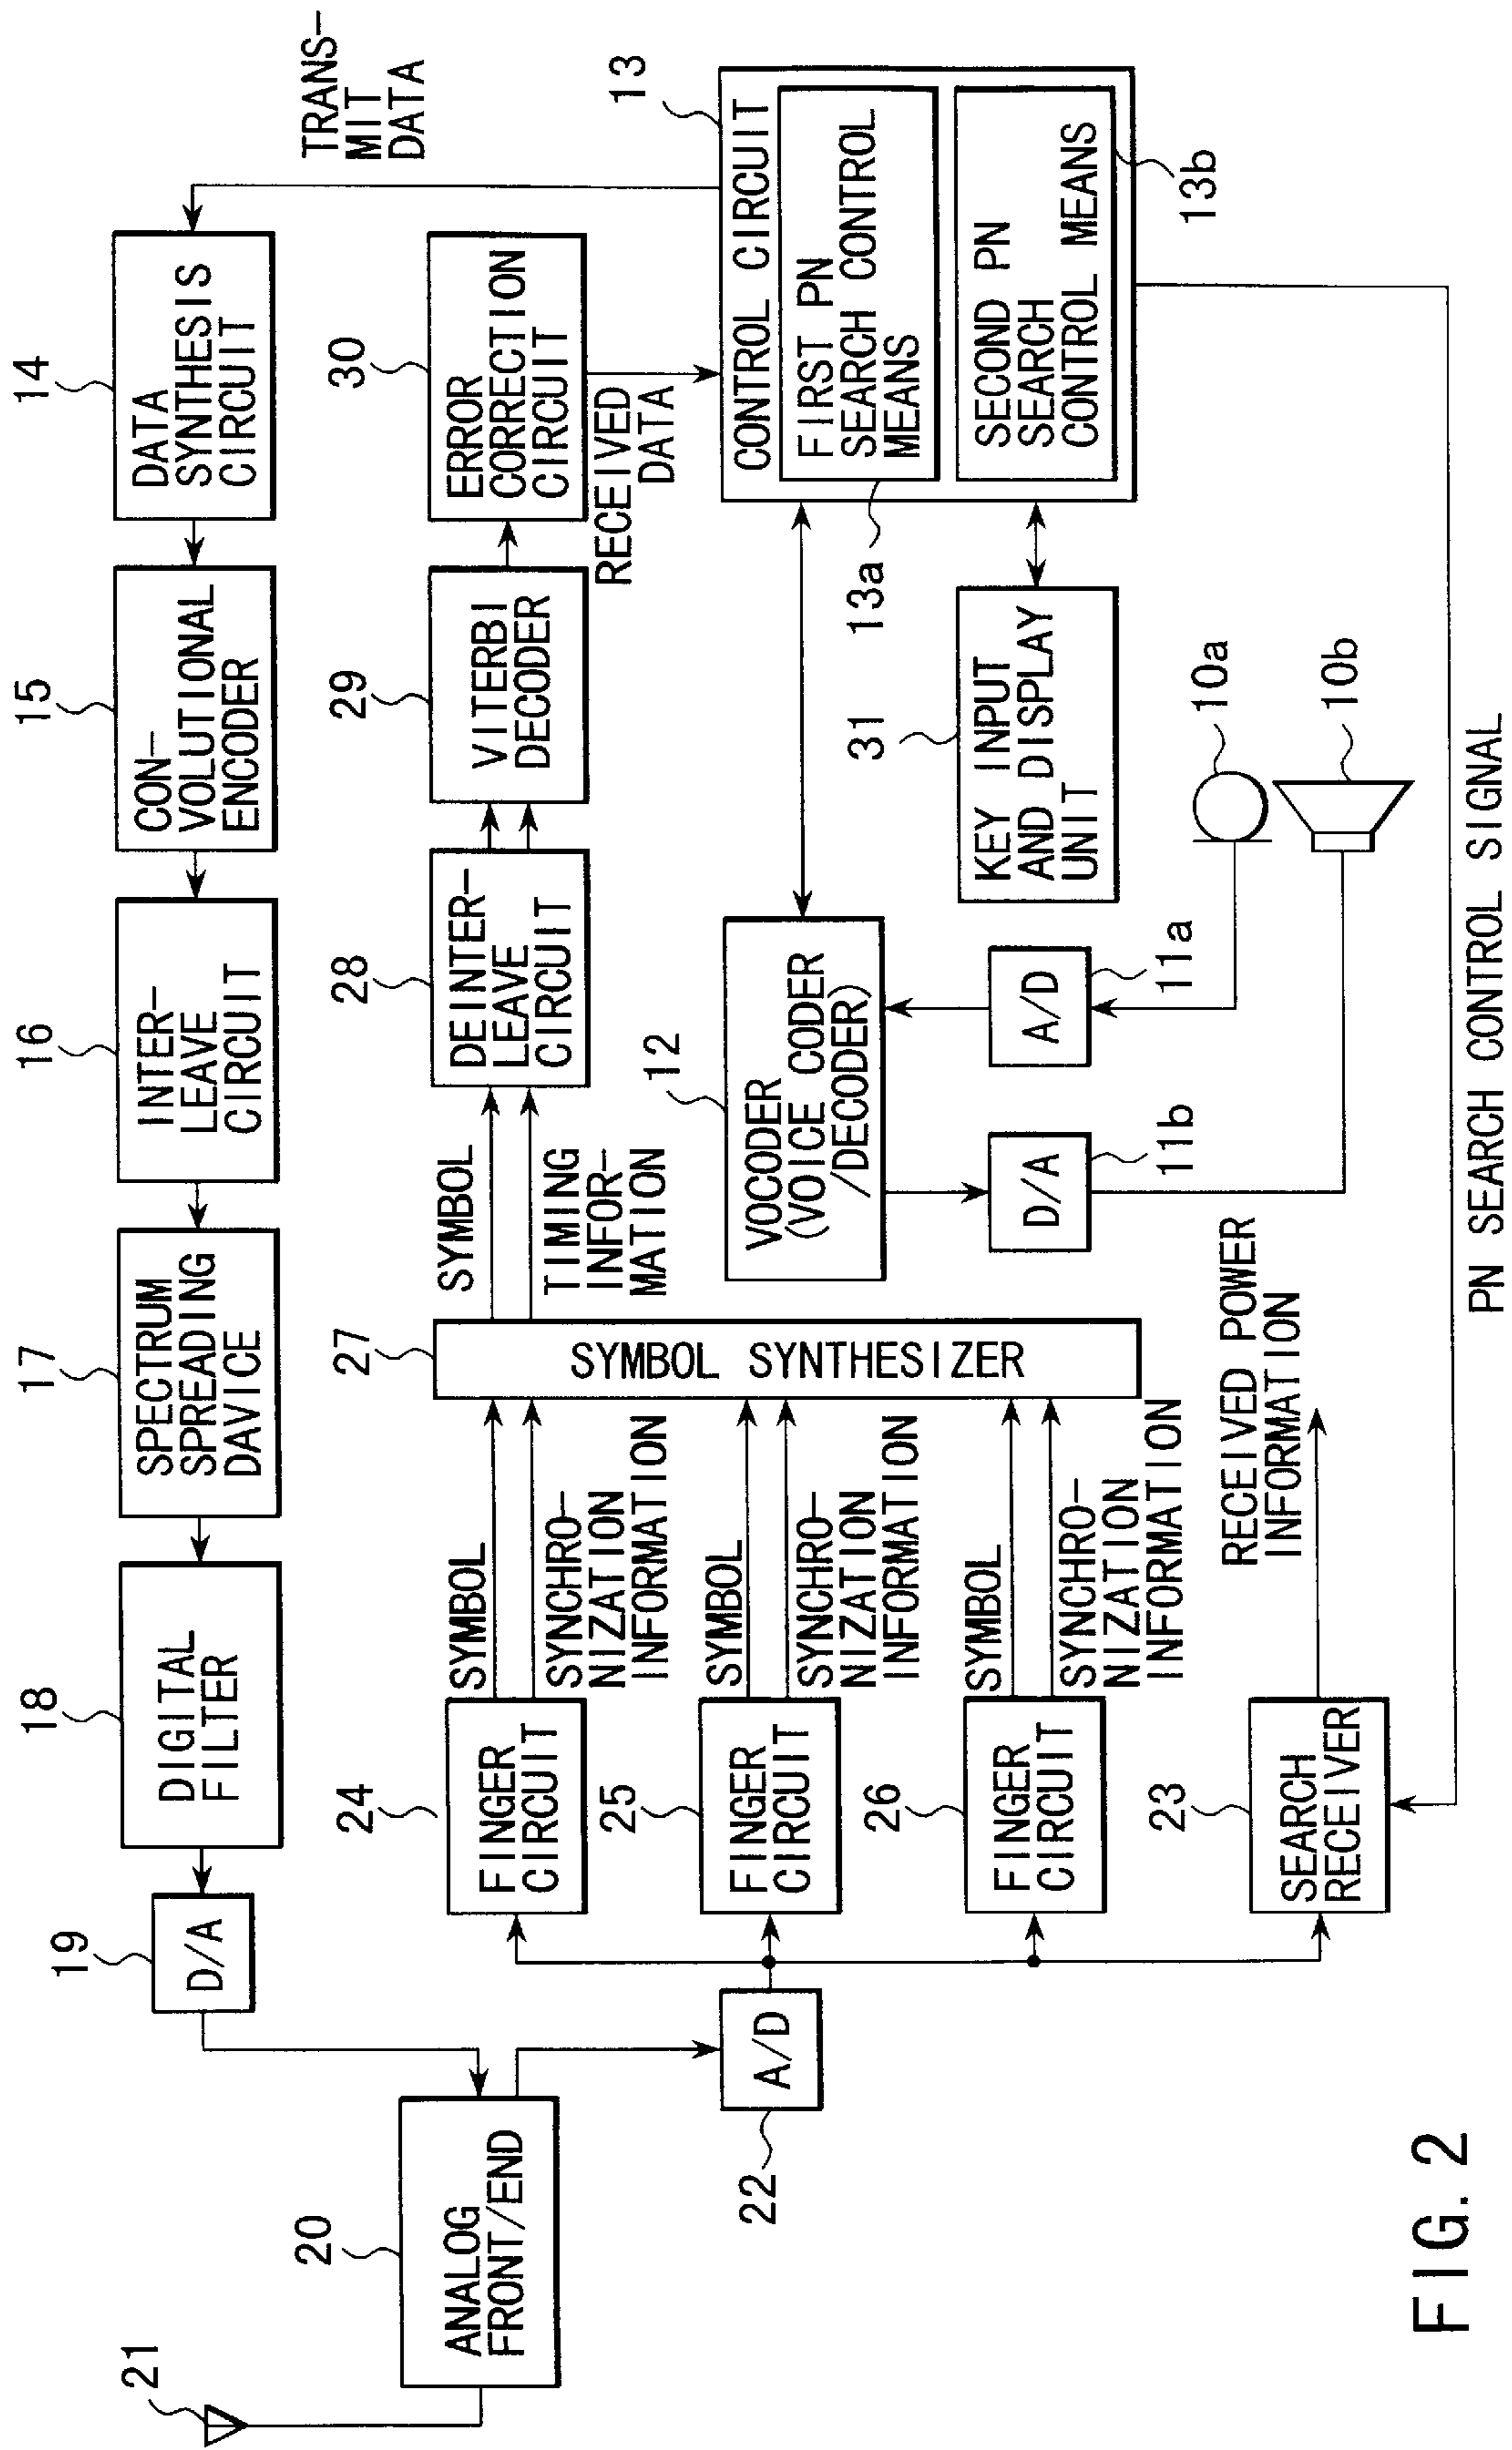 21
20
ANALOG
FRONT/END
19
D/A
18
DIGITAL
FILTER
17
SPECTRUM
SPREADING
DAVICE
16
INTER-
LEAVE
CIRCUIT
15
CON-
VOLUTIONAL
ENCODER
14
DATA
SYNTHESIS
CIRCUIT
TRANS-
MIT
DATA
22
A/D
24
FINGER
CIRCUIT
SYMBOL
SYNCHRO-
NIZATION
INFORMATION
25
FINGER
CIRCUIT
SYMBOL
SYNCHRO-
NIZATION
INFORMATION
26
FINGER
CIRCUIT
SYMBOL
SYNCHRO-
NIZATION
INFORMATION
23
SEARCH
RECEIVER
RECEIVED POWER
INFORMATION
27
SYMBOL SYNTHESIZER
SYMBOL
TIMING
INFOR-
MATION
28
DEINTER-
LEAVE
CIRCUIT
29
VITERBI
DECODER
30
ERROR
CORRECTION
CIRCUIT
RECEIVED
DATA
12
VOCODER
(VOICE CODER
/DECODER)
11b
D/A
11a
A/D
13
CONTROL CIRCUIT
FIRST PN
SEARCH CONTROL
MEANS
13a
SECOND PN
SEARCH
CONTROL MEANS
13b
31
KEY INPUT
AND DISPLAY
UNIT
10a
10b
PN SEARCH CONTROL SIGNAL
FIG. 2